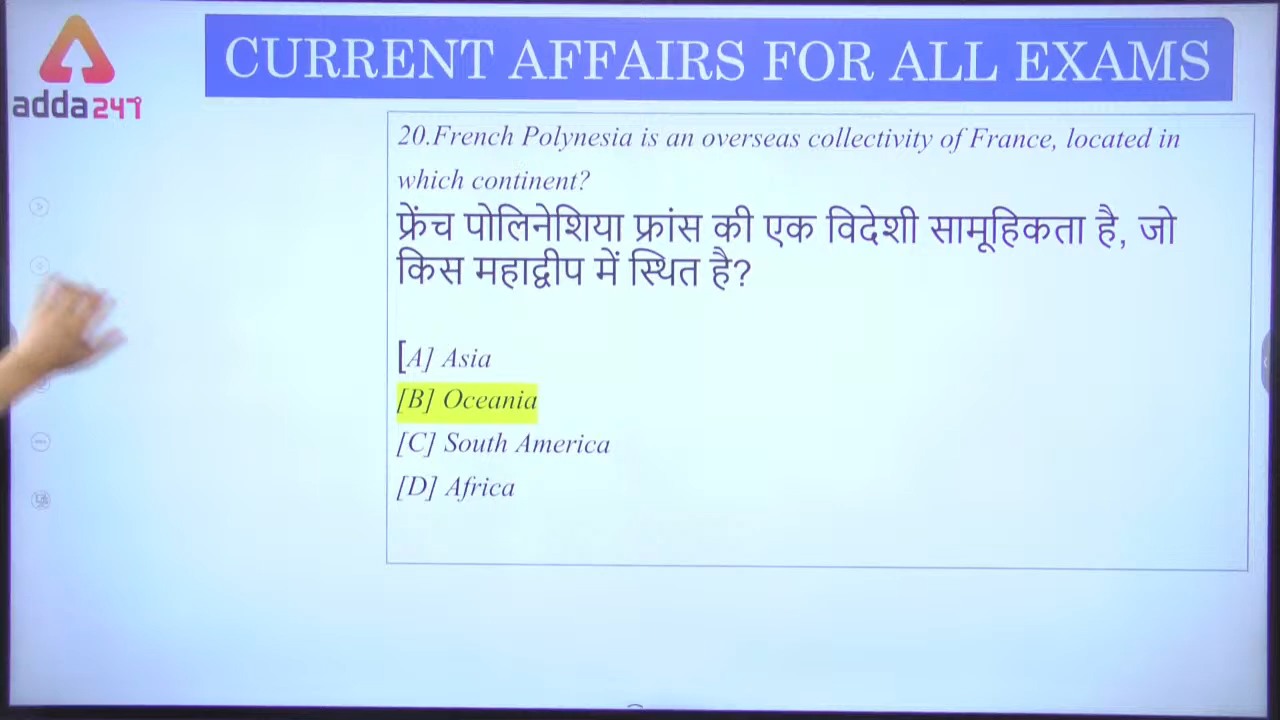 adda247
CURRENT AFFAIRS FOR ALL EXAMS
20.French Polynesia is an overseas collectivity of France, located in
which continent?
फ्रेंच पोलिनेशिया फ्रांस की एक विदेशी सामूहिकता है, जो
किस महाद्वीप में स्थित है?
[A] Asia
[B] Oceania
[C] South America
[D] Africa